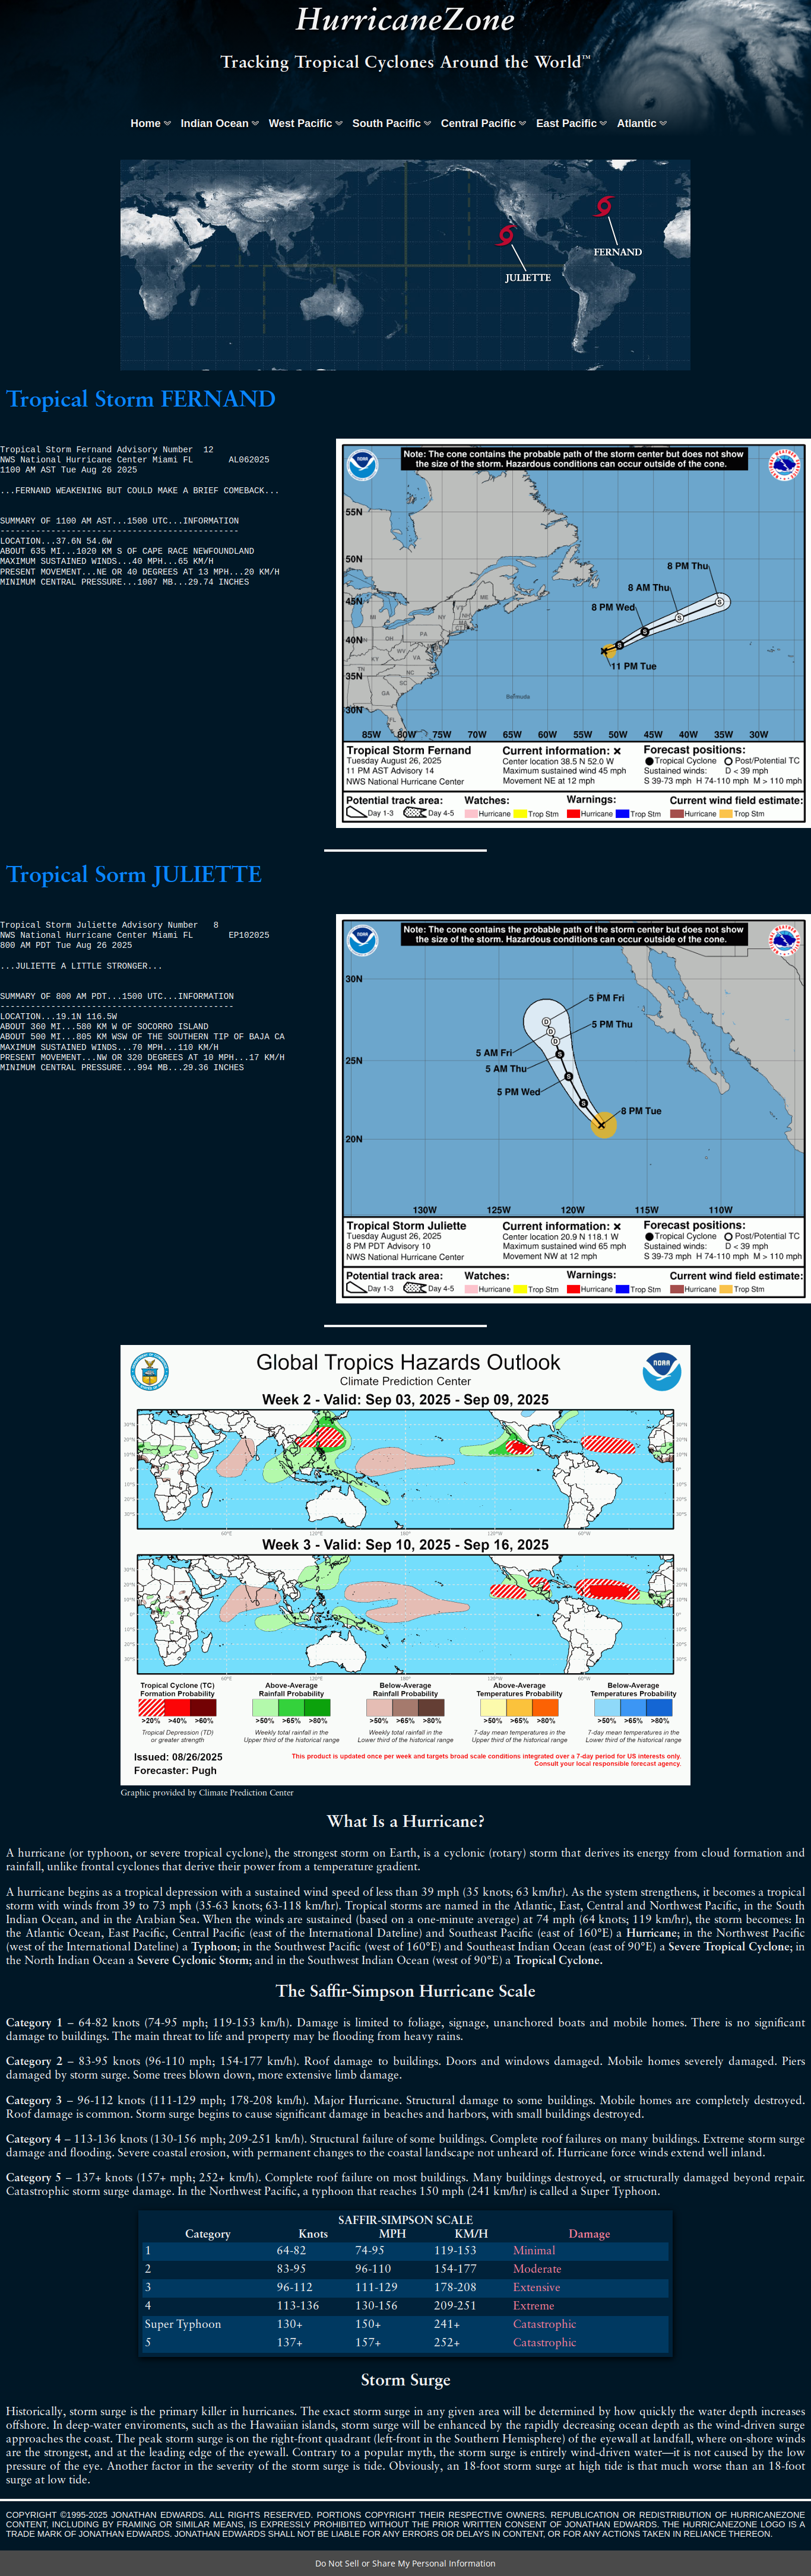 HurricaneZone
Tracking Tropical Cyclones Around the World™
Home Indian Ocean West Pacific South Pacific Central Pacific East Pacific Atlantic
FERNAND
JULIETTE
Tropical Storm FERNAND
Tropical Storm Fernand Advisory Number 12
NWS National Hurricane Center Miami FL AL062025
1100 AM AST Tue Aug 26 2025
...FERNAND WEAKENING BUT COULD MAKE A BRIEF COMEBACK...
SUMMARY OF 1100 AM AST...1500 UTC...INFORMATION
-----------------------------------------------
LOCATION...37.6N 54.6W
ABOUT 635 MI...1020 KM S OF CAPE RACE NEWFOUNDLAND
MAXIMUM SUSTAINED WINDS...40 MPH...65 KM/H
PRESENT MOVEMENT...NE OR 40 DEGREES AT 13 MPH...20 KM/H
MINIMUM CENTRAL PRESSURE...1007 MB...29.74 INCHES
NOAA
Note: The cone contains the probable path of the storm center but does not show
the size of the storm. Hazardous conditions can occur outside of the cone.
55N
50N
8 PM Thu
8 AM Thu
45N
8 PM Wed
ME
MI
NY
VT
NH
40N
OH
PA
WV
KY
VA
11 PM Tue
TN
NC
35N
SC
GA
Bermuda
30N
FL
85W 80W 75W 70W 65W 60W 55W 50W 45W 40W 35W 30W
Tropical Storm Fernand
Tuesday August 26, 2025
11 PM AST Advisory 14
NWS National Hurricane Center
Current information: x
Center location 38.5 N 52.0 W
Maximum sustained wind 45 mph
Movement NE at 12 mph
Forecast positions:
Tropical Cyclone Post/Potential TC
Sustained winds: D < 39 mph
S 39-73 mph H 74-110 mph M > 110 mph
Potential track area:
Day 1-3 Day 4-5
Watches:
Hurricane Trop Stm
Warnings:
Hurricane Trop Stm
Current wind field estimate:
Hurricane Trop Stm
Tropical Sorm JULIETTE
Tropical Storm Juliette Advisory Number 8
NWS National Hurricane Center Miami FL EP102025
800 AM PDT Tue Aug 26 2025
...JULIETTE A LITTLE STRONGER...
SUMMARY OF 800 AM PDT...1500 UTC...INFORMATION
----------------------------------------------
LOCATION...19.1N 116.5W
ABOUT 360 MI...580 KM W OF SOCORRO ISLAND
ABOUT 500 MI...805 KM WSW OF THE SOUTHERN TIP OF BAJA CA
MAXIMUM SUSTAINED WINDS...70 MPH...110 KM/H
PRESENT MOVEMENT...NW OR 320 DEGREES AT 10 MPH...17 KM/H
MINIMUM CENTRAL PRESSURE...994 MB...29.36 INCHES
NOAA
Note: The cone contains the probable path of the storm center but does not show
the size of the storm. Hazardous conditions can occur outside of the cone.
30N
5 PM Fri
5 PM Thu
5 AM Fri
25N
5 AM Thu
5 PM Wed
8 PM Tue
20N
130W 125W 120W 115W 110W
Tropical Storm Juliette
Tuesday August 26, 2025
8 PM PDT Advisory 10
NWS National Hurricane Center
Current information: x
Center location 20.9 N 118.1 W
Maximum sustained wind 65 mph
Movement NW at 12 mph
Forecast positions:
Tropical Cyclone Post/Potential TC
Sustained winds: D < 39 mph
S 39-73 mph H 74-110 mph M > 110 mph
Potential track area:
Day 1-3 Day 4-5
Watches:
Hurricane Trop Stm
Warnings:
Hurricane Trop Stm
Current wind field estimate:
Hurricane Trop Stm
Global Tropics Hazards Outlook
Climate Prediction Center
NOAA
Week 2 - Valid: Sep 03, 2025 - Sep 09, 2025
30°N
20°N
10°N
0°
10°S
20°S
30°S
60°E 120°E 180° 120°W 60°W
Week 3 - Valid: Sep 10, 2025 - Sep 16, 2025
30°N
20°N
10°N
0°
10°S
20°S
30°S
60°E 120°E 180° 120°W 60°W
Tropical Cyclone (TC)
Formation Probability
>20% >40% >60%
Tropical Depression (TD)
or greater strength
Above-Average
Rainfall Probability
>50% >65% >80%
Weekly total rainfall in the
Upper third of the historical range
Below-Average
Rainfall Probability
>50% >65% >80%
Weekly total rainfall in the
Lower third of the historical range
Above-Average
Temperatures Probability
>50% >65% >80%
7-day mean temperatures in the
Upper third of the historical range
Below-Average
Temperatures Probability
>50% >65% >80%
7-day mean temperatures in the
Lower third of the historical range
Issued: 08/26/2025
Forecaster: Pugh
This product is updated once per week and targets broad scale conditions integrated over a 7-day period for US interests only.
Consult your local responsible forecast agency.
Graphic provided by Climate Prediction Center
What Is a Hurricane?
A hurricane (or typhoon, or severe tropical cyclone), the strongest storm on Earth, is a cyclonic (rotary) storm that derives its energy from cloud formation and
rainfall, unlike frontal cyclones that derive their power from a temperature gradient.
A hurricane begins as a tropical depression with a sustained wind speed of less than 39 mph (35 knots; 63 km/hr). As the system strengthens, it becomes a tropical
storm with winds from 39 to 73 mph (35-63 knots; 63-118 km/hr). Tropical storms are named in the Atlantic, East, Central and Northwest Pacific, in the South
Indian Ocean, and in the Arabian Sea. When the winds are sustained (based on a one-minute average) at 74 mph (64 knots; 119 km/hr), the storm becomes: In
the Atlantic Ocean, East Pacific, Central Pacific (east of the International Dateline) and Southeast Pacific (east of 160°E) a Hurricane; in the Northwest Pacific
(west of the International Dateline) a Typhoon; in the Southwest Pacific (west of 160°E) and Southeast Indian Ocean (east of 90°E) a Severe Tropical Cyclone; in
the North Indian Ocean a Severe Cyclonic Storm; and in the Southwest Indian Ocean (west of 90°E) a Tropical Cyclone.
The Saffir-Simpson Hurricane Scale
Category 1 – 64-82 knots (74-95 mph; 119-153 km/h). Damage is limited to foliage, signage, unanchored boats and mobile homes. There is no significant
damage to buildings. The main threat to life and property may be flooding from heavy rains.
Category 2 – 83-95 knots (96-110 mph; 154-177 km/h). Roof damage to buildings. Doors and windows damaged. Mobile homes severely damaged. Piers
damaged by storm surge. Some trees blown down, more extensive limb damage.
Category 3 – 96-112 knots (111-129 mph; 178-208 km/h). Major Hurricane. Structural damage to some buildings. Mobile homes are completely destroyed.
Roof damage is common. Storm surge begins to cause significant damage in beaches and harbors, with small buildings destroyed.
Category 4 – 113-136 knots (130-156 mph; 209-251 km/h). Structural failure of some buildings. Complete roof failures on many buildings. Extreme storm surge
damage and flooding. Severe coastal erosion, with permanent changes to the coastal landscape not unheard of. Hurricane force winds extend well inland.
Category 5 – 137+ knots (157+ mph; 252+ km/h). Complete roof failure on most buildings. Many buildings destroyed, or structurally damaged beyond repair.
Catastrophic storm surge damage. In the Northwest Pacific, a typhoon that reaches 150 mph (241 km/hr) is called a Super Typhoon.
SAFFIR-SIMPSON SCALE
Category Knots MPH KM/H Damage
1 64-82 74-95 119-153 Minimal
2 83-95 96-110 154-177 Moderate
3 96-112 111-129 178-208 Extensive
4 113-136 130-156 209-251 Extreme
Super Typhoon 130+ 150+ 241+ Catastrophic
5 137+ 157+ 252+ Catastrophic
Storm Surge
Historically, storm surge is the primary killer in hurricanes. The exact storm surge in any given area will be determined by how quickly the water depth increases
offshore. In deep-water enviroments, such as the Hawaiian islands, storm surge will be enhanced by the rapidly decreasing ocean depth as the wind-driven surge
approaches the coast. The peak storm surge is on the right-front quadrant (left-front in the Southern Hemisphere) of the eyewall at landfall, where on-shore winds
are the strongest, and at the leading edge of the eyewall. Contrary to a popular myth, the storm surge is entirely wind-driven water—it is not caused by the low
pressure of the eye. Another factor in the severity of the storm surge is tide. Obviously, an 18-foot storm surge at high tide is that much worse than an 18-foot
surge at low tide.
COPYRIGHT ©1995-2025 JONATHAN EDWARDS. ALL RIGHTS RESERVED. PORTIONS COPYRIGHT THEIR RESPECTIVE OWNERS. REPUBLICATION OR REDISTRIBUTION OF HURRICANEZONE
CONTENT, INCLUDING BY FRAMING OR SIMILAR MEANS, IS EXPRESSLY PROHIBITED WITHOUT THE PRIOR WRITTEN CONSENT OF JONATHAN EDWARDS. THE HURRICANEZONE LOGO IS A
TRADE MARK OF JONATHAN EDWARDS. JONATHAN EDWARDS SHALL NOT BE LIABLE FOR ANY ERRORS OR DELAYS IN CONTENT, OR FOR ANY ACTIONS TAKEN IN RELIANCE THEREON.
Do Not Sell or Share My Personal Information